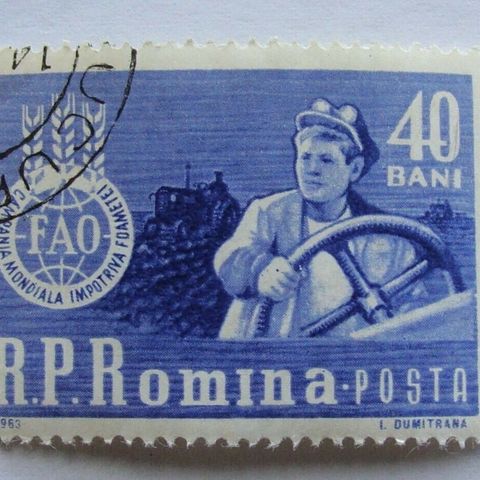 40
BANI
FAO
CAMPANIA MONDIALA IMPOTRIVA FOAMETEI
R.P.ROMINA·POSTA
1963
I. DUMITRANA